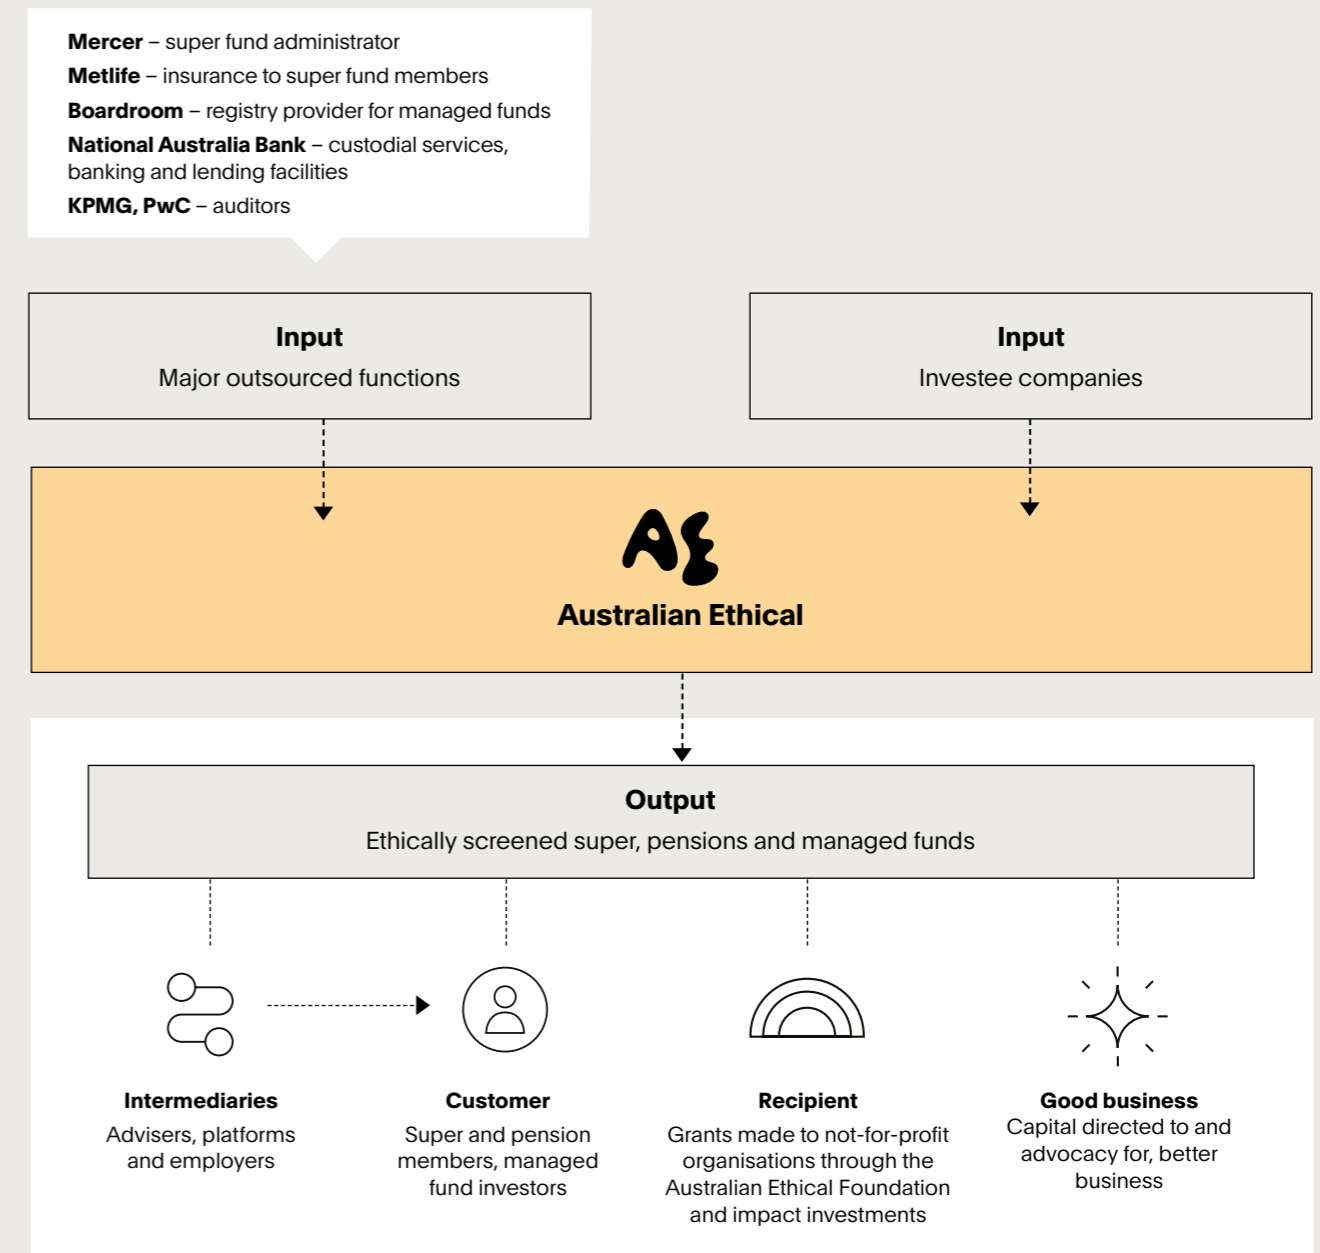 Mercer – super fund administrator
Metlife – insurance to super fund members
Boardroom – registry provider for managed funds
National Australia Bank – custodial services,
banking and lending facilities
KPMG, PwC – auditors
Input
Major outsourced functions
Input
Investee companies
AE
Australian Ethical
Output
Ethically screened super, pensions and managed funds
Intermediaries
Advisers, platforms
and employers
Customer
Super and pension
members, managed
fund investors
Recipient
Grants made to not-for-profit
organisations through the
Australian Ethical Foundation
and impact investments
Good business
Capital directed to and
advocacy for, better
business